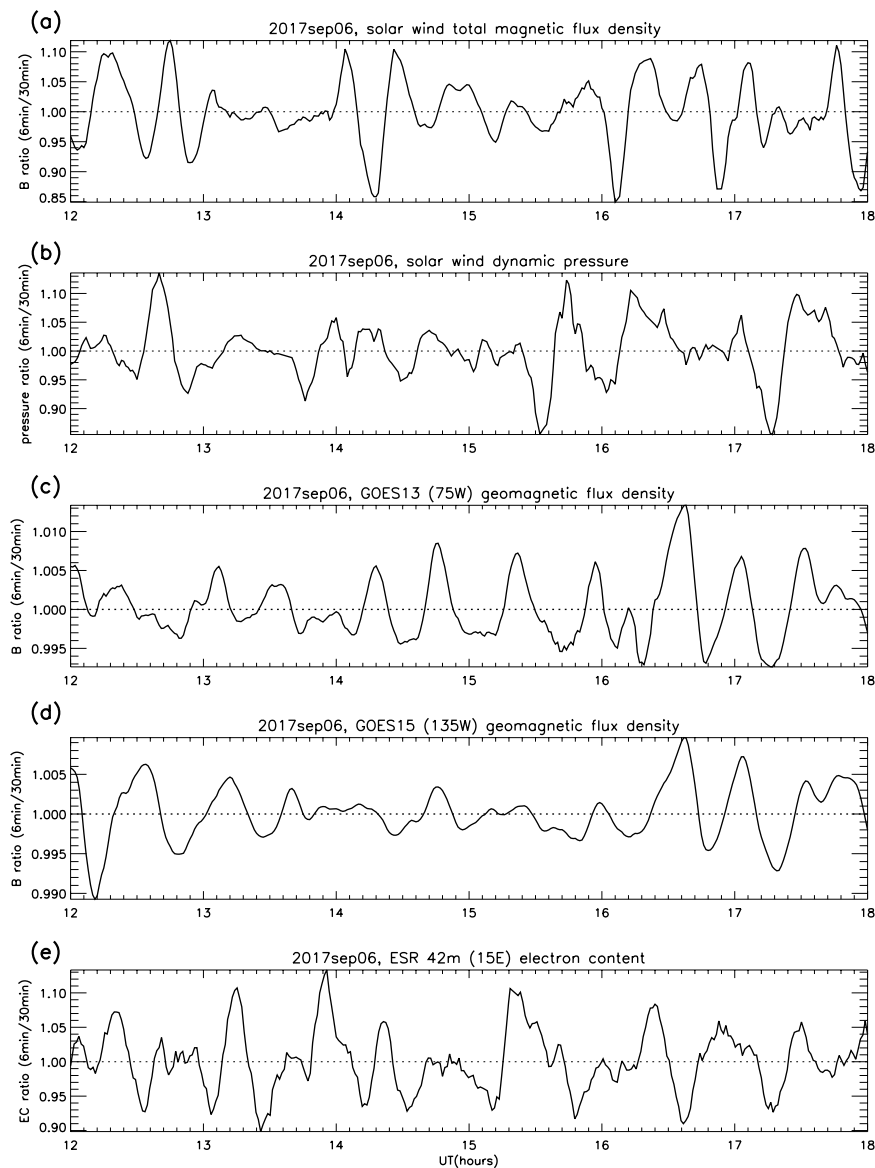 (a)
2017sep06, solar wind total magnetic flux density
B ratio (6min/30min)
1.10
1.05
1.00
0.95
0.90
0.85
12 13 14 15 16 17 18
(b)
2017sep06, solar wind dynamic pressure
pressure ratio (6min/30min)
1.10
1.05
1.00
0.95
0.90
12 13 14 15 16 17 18
(c)
2017sep06, GOES13 (75W) geomagnetic flux density
B ratio (6min/30min)
1.010
1.005
1.000
0.995
12 13 14 15 16 17 18
(d)
2017sep06, GOES15 (135W) geomagnetic flux density
B ratio (6min/30min)
1.005
1.000
0.995
0.990
12 13 14 15 16 17 18
(e)
2017sep06, ESR 42m (15E) electron content
EC ratio (6min/30min)
1.10
1.05
1.00
0.95
0.90
12 13 14 15 16 17 18
UT(hours)